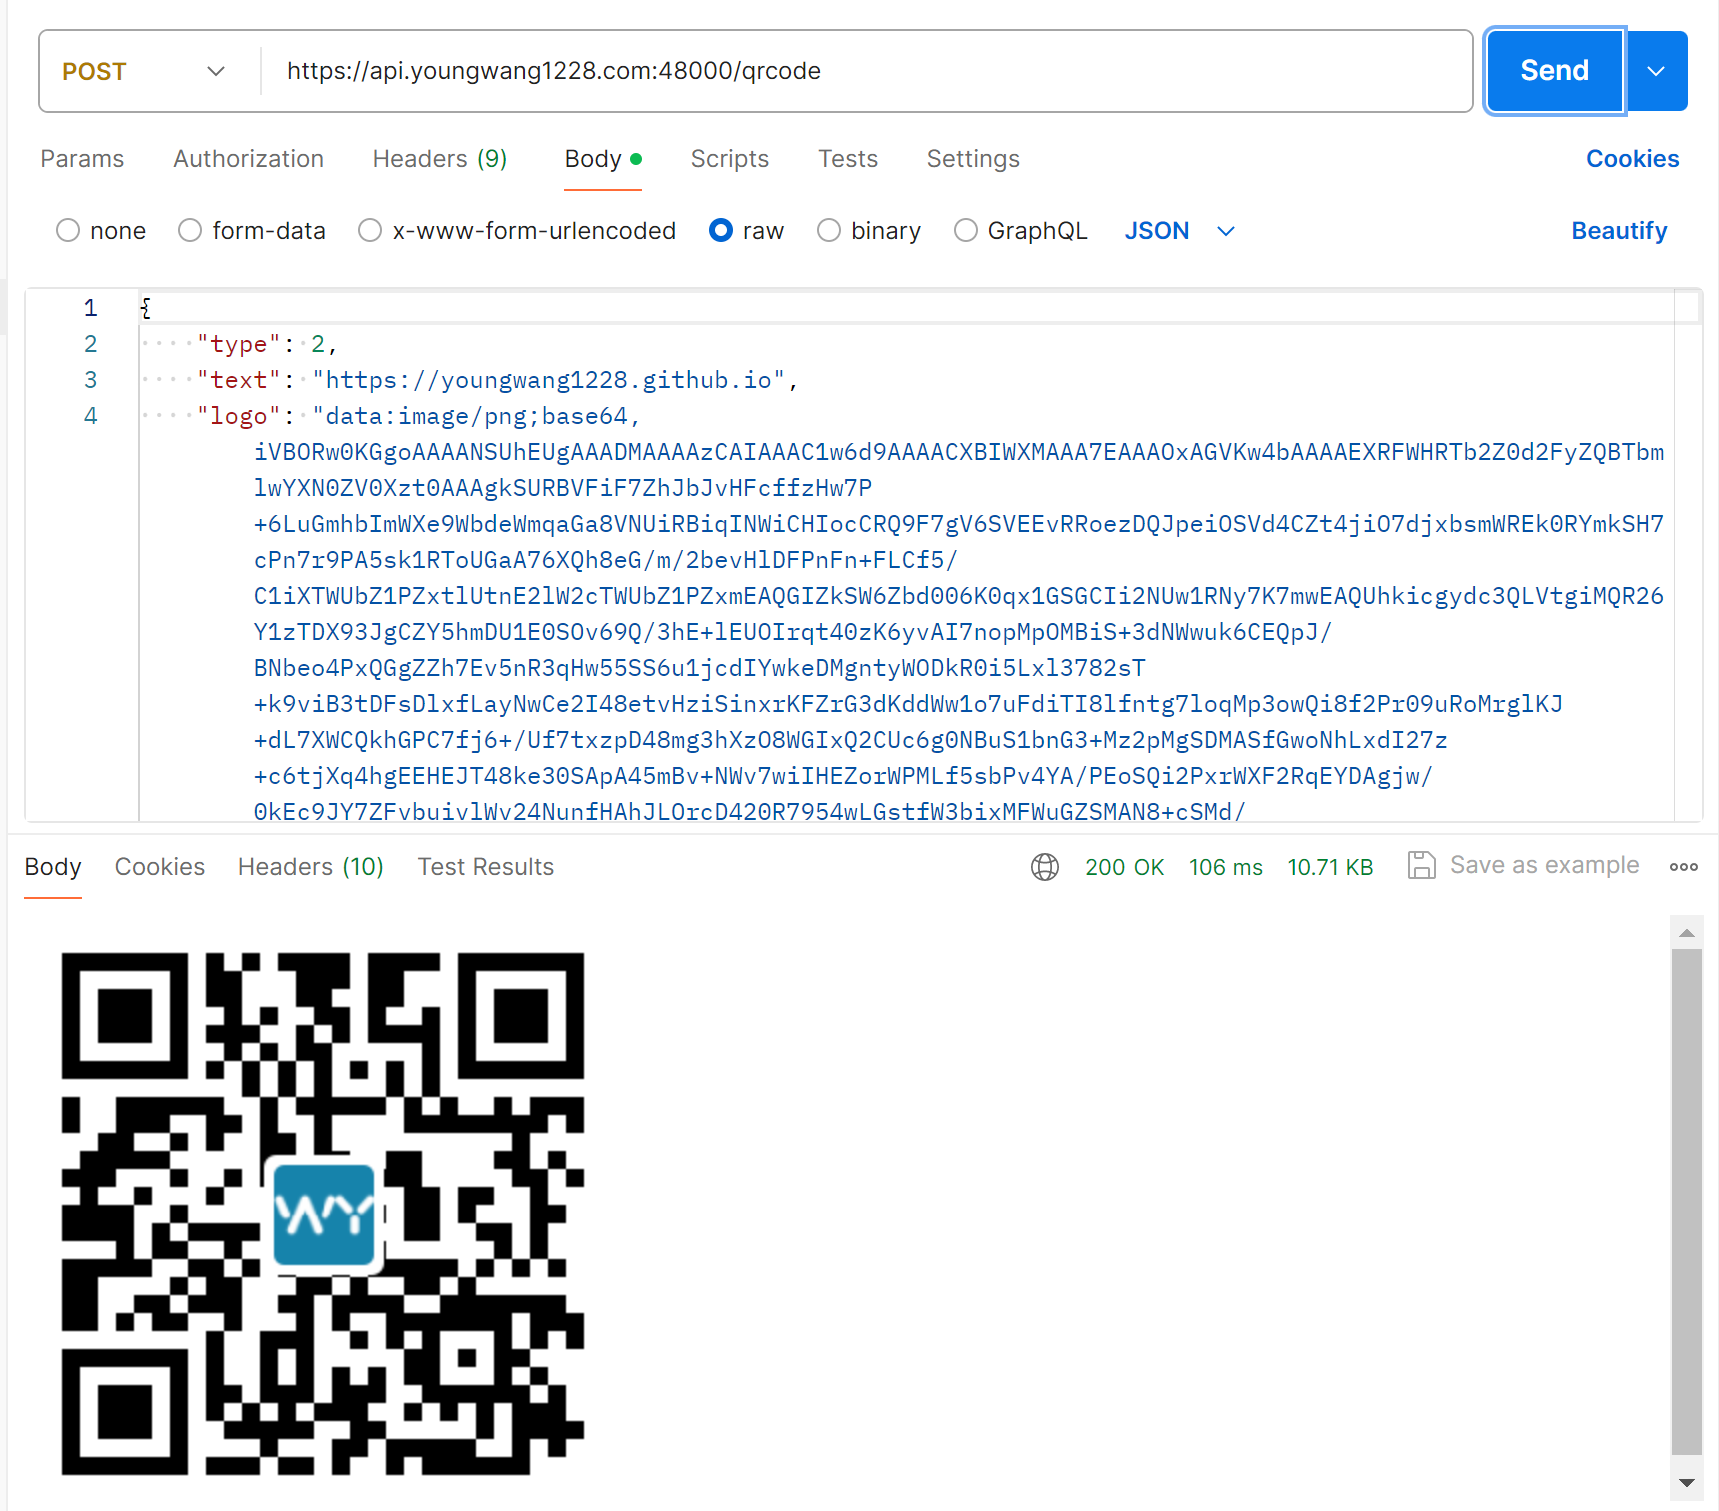 POST https://api.youngwang1228.com:48000/qrcode Send
Params Authorization Headers (9) Body Scripts Tests Settings Cookies
none form-data x-www-form-urlencoded raw binary GraphQL JSON Beautify
1 {
2 "type": 2,
3 "text": "https://youngwang1228.github.io",
4 "logo": "data:image/png;base64,
iVBORw0KGgoAAAANSUhEUgAAADMAAAAzCAIAAAC1w6d9AAAACXBIWXMAAA7EAAAOxAGVKw4bAAAAEXRFWHRTb2Z0d2FyZQBTbm
lwYXN0ZV0Xzt0AAAgkSURBVFiF7ZhJbJvHFcffzHw7P
+6LuGmhbImWXe9WbdeWmqaGa8VNUiRBiqINWiCHIocCRQ9F7gV6SVEEvRRoezDQJpeiOSVd4CZt4jiO7djxbsmWREk0RYmkSH7
cPn7r9PA5sk1RToUGaA76XQh8eG/m/2bevHlDFPnFn+FLCf5/
C1iXTWUbZ1PZxtlUtnE2lW2cTWUbZ1PZxmEAQGIZkSW6Zbd006K0qx1GSGCIi2NUw1RNy7K7mwEAQUhkicgydc3QLVtgiMQR26
Y1zTDX93JgCZY5hmDU1E0SOv69Q/3hE+lEUOIrqt40zK6yvAI7nopMpOMBiS+3dNWwuk6CEQpJ/
BNbeo4PxQGgZZh7Ev5nR3qHw55SS6u1jcdIYwkeDMgntyWODkR0i5Lxl3782sT
+k9viB3tDFsDlxfLayNwCe2I48etvHziSinxrKFZrG3dKddWw1o7uFdiTI8lfntg7loqMp3owQi8f2Pr09uRoMrglKJ
+dL7XWCQkhGPC7fj6+/Uf7txzpD48mg3hXzO8WGIxQ2CUc6g0NBuS1bnG3+Mz2pMgSDMASfGwoNhLxdI27z
+c6tjXq4hgEEHEJT48ke30SApA45mBv+NWv7wiIHEZorWPMLf5sbPv4YA/PEoSQi2PxrWXF2RqEYDAgjw/
0kEc9JY7ZFvbuivlWv24NunfHAhJLOrcD420R7954wLGstfW3bixMFWuGZSMAN8+cSMd/
Body Cookies Headers (10) Test Results 200 OK 106 ms 10.71 KB Save as example
WY